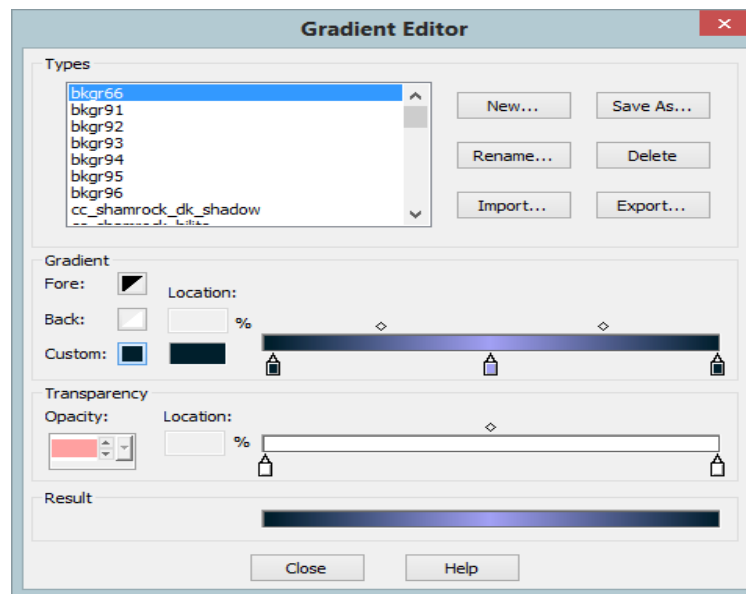 Gradient Editor
Types
bkgr66
bkgr91
bkgr92
bkgr93
bkgr94
bkgr95
bkgr96
cc_shamrock_dk_shadow
New...
Save As...
Rename...
Delete
Import...
Export...
Gradient
Fore:
Location:
Back:
%
Custom:
Transparency
Opacity:
Location:
%
Result
Close
Help